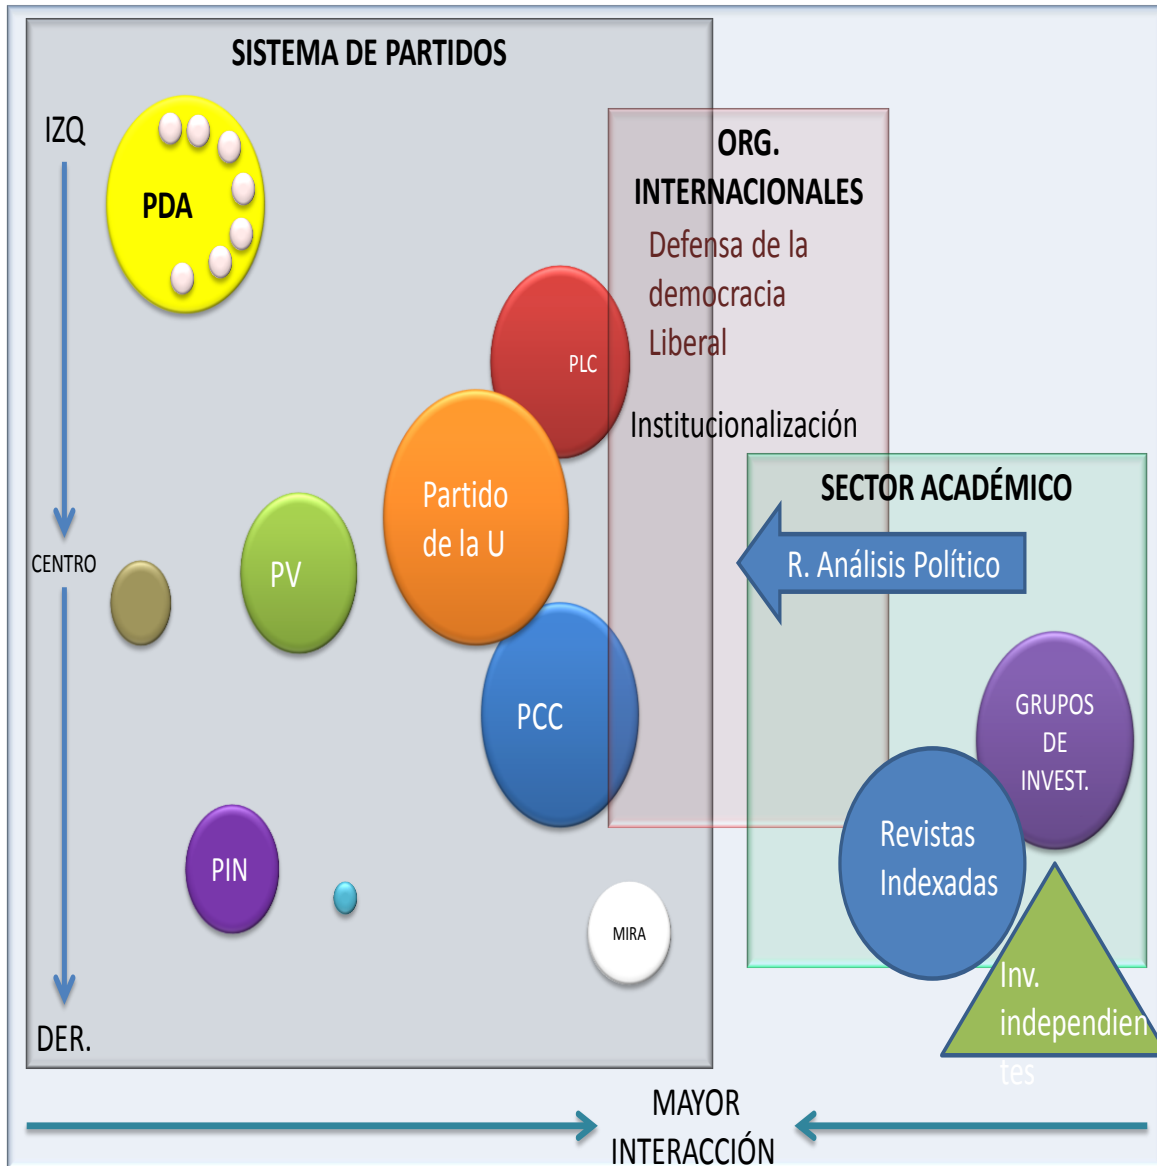 SISTEMA DE PARTIDOS
IZQ
PDA
ORG.
INTERNACIONALES
Defensa de la
democracia
Liberal
PLC
Institucionalización
SECTOR ACADÉMICO
Partido
de la U
R. Análisis Político
CENTRO
PV
PCC
GRUPOS
DE
INVEST.
Revistas
Indexadas
PIN
MIRA
Inv.
independien
tes
DER.
MAYOR
INTERACCIÓN